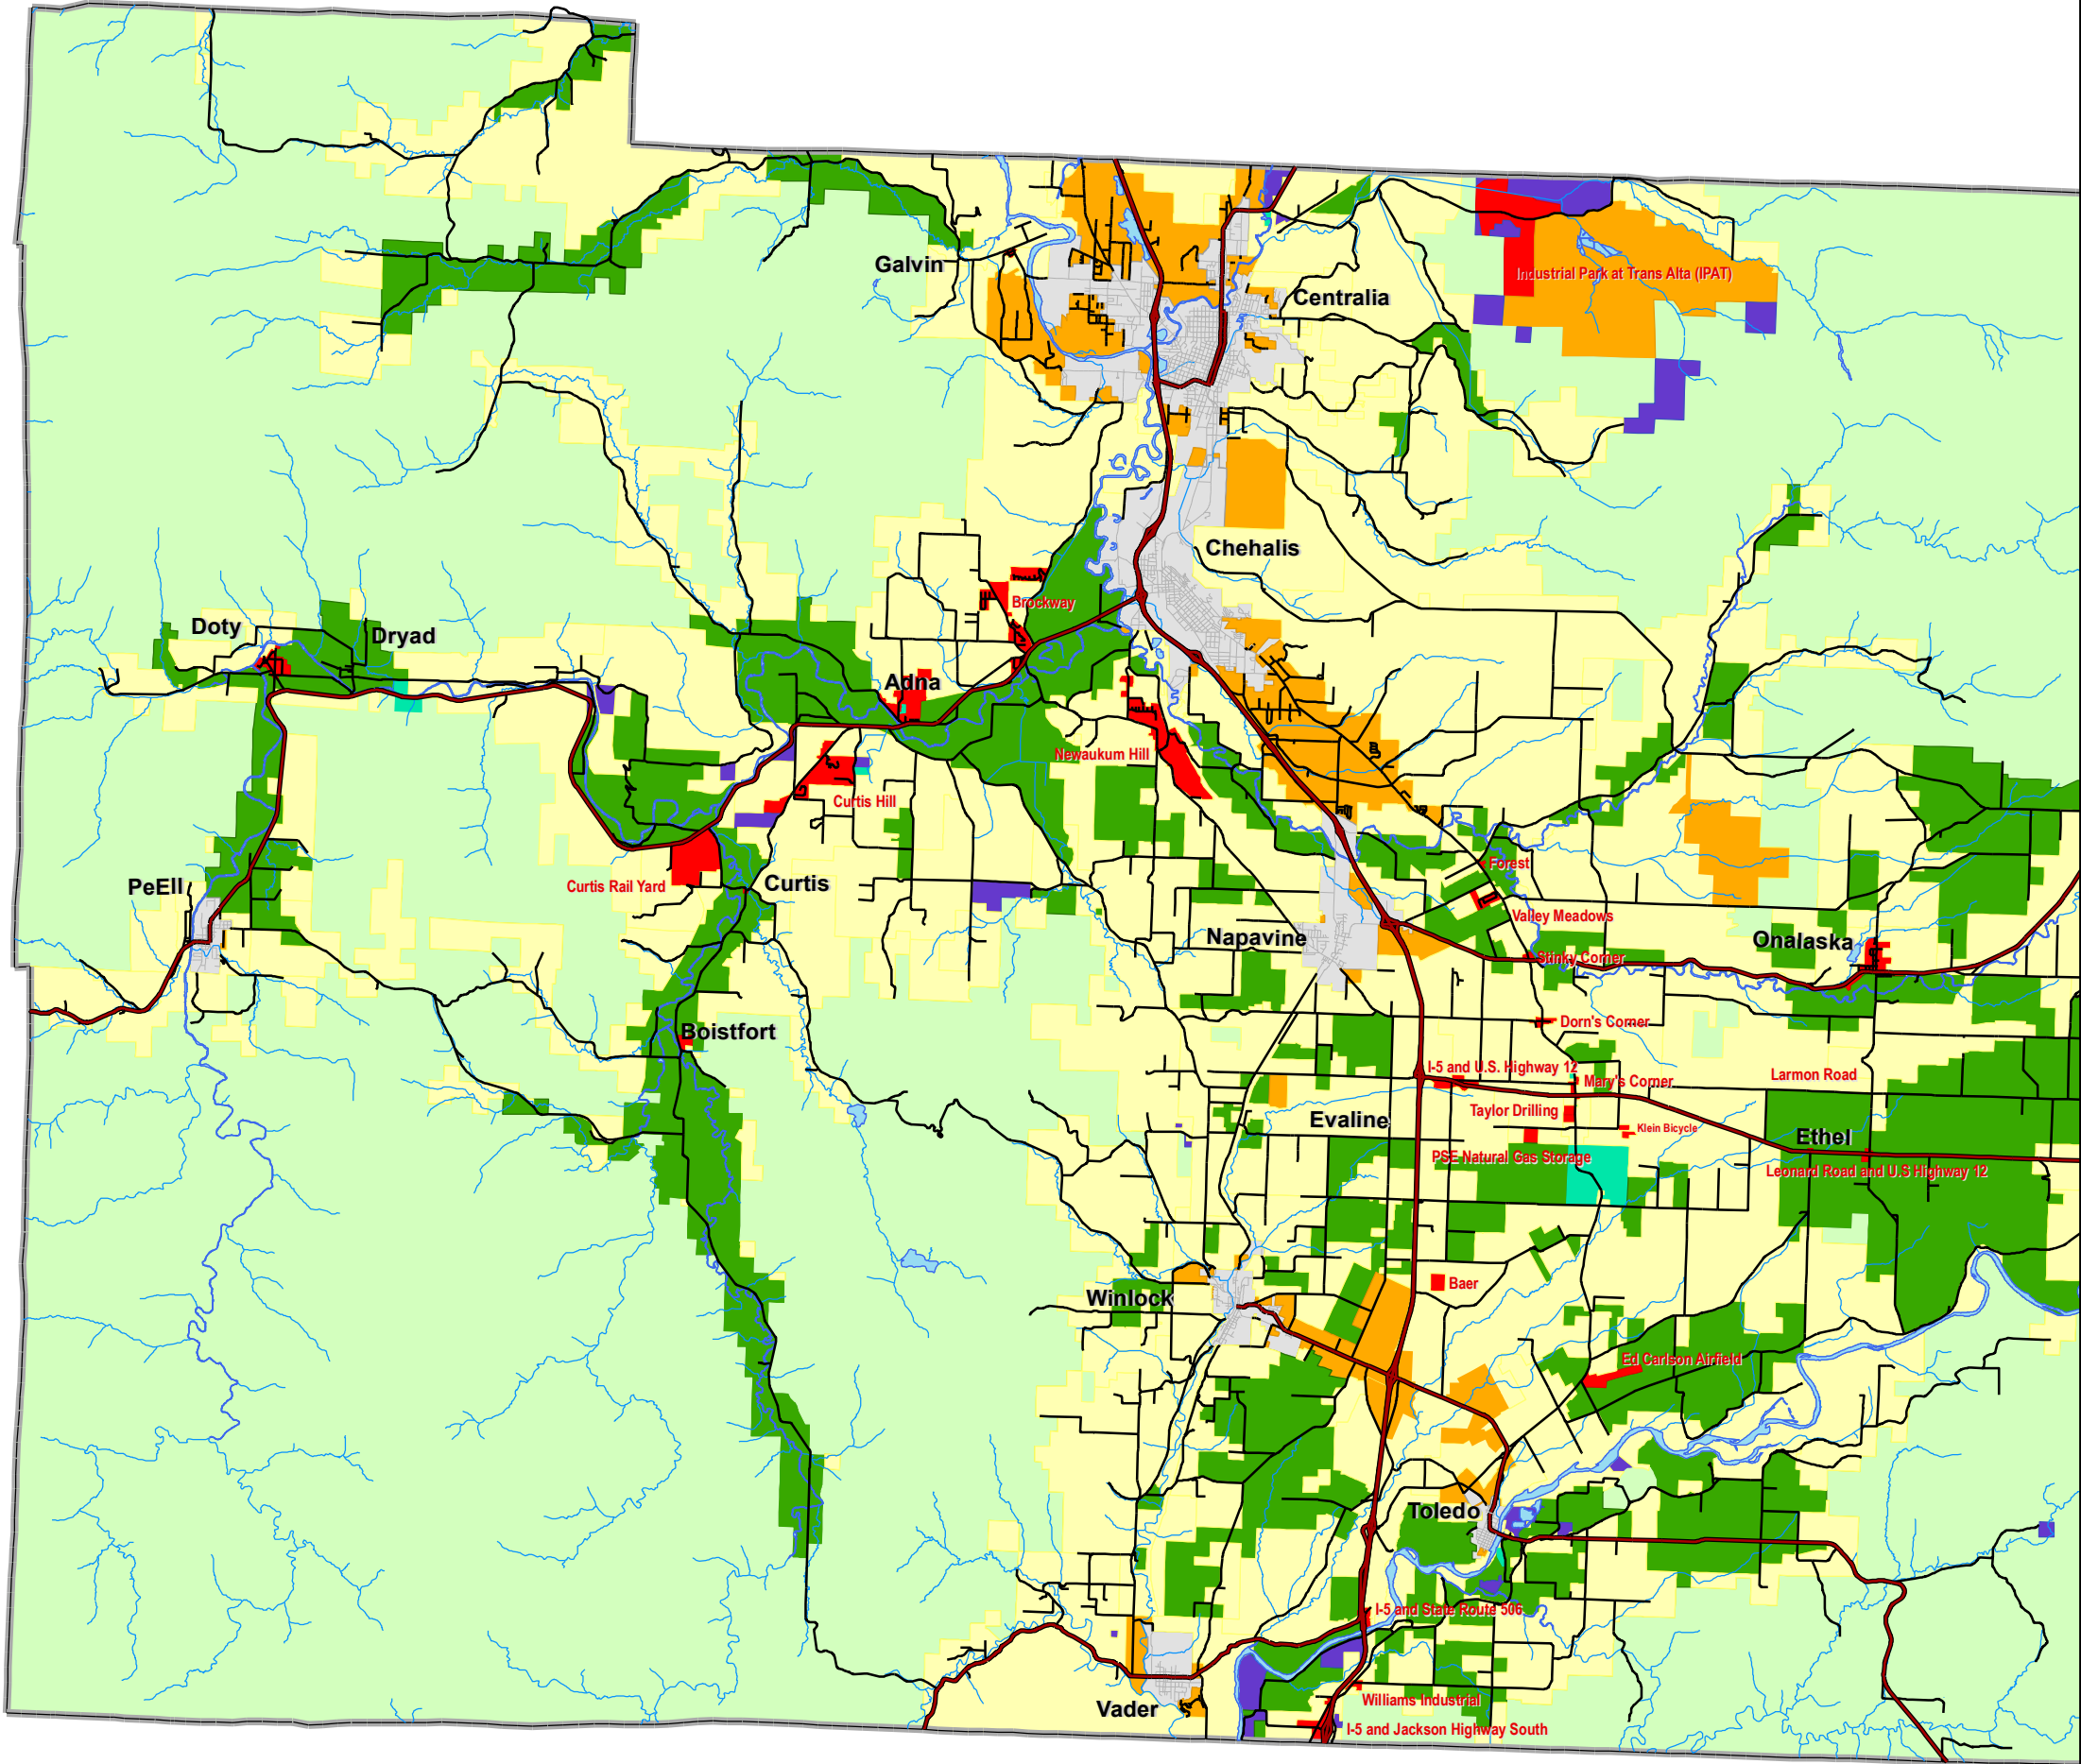 Galvin
Industrial Park at Trans Alta (IPAT)
Centralia
Chehalis
Brockway
Doty
Dryad
Adna
Newaukum Hill
Curtis Hill
Forest
Curtis Rail Yard
Curtis
PeEll
Valley Meadows
Napavine
Onalaska
Stinky Corner
Dorn's Corner
Boistfort
I-5 and U.S. Highway 12
Larmon Road
Mary's Corner
Taylor Drilling
Evaline
Klein Bicycle
Ethel
PSE Natural Gas Storage
Leonard Road and U.S Highway 12
Baer
Winlock
Ed Carlson Airfield
Toledo
I-5 and State Route 506
Williams Industrial
Vader
I-5 and Jackson Highway South